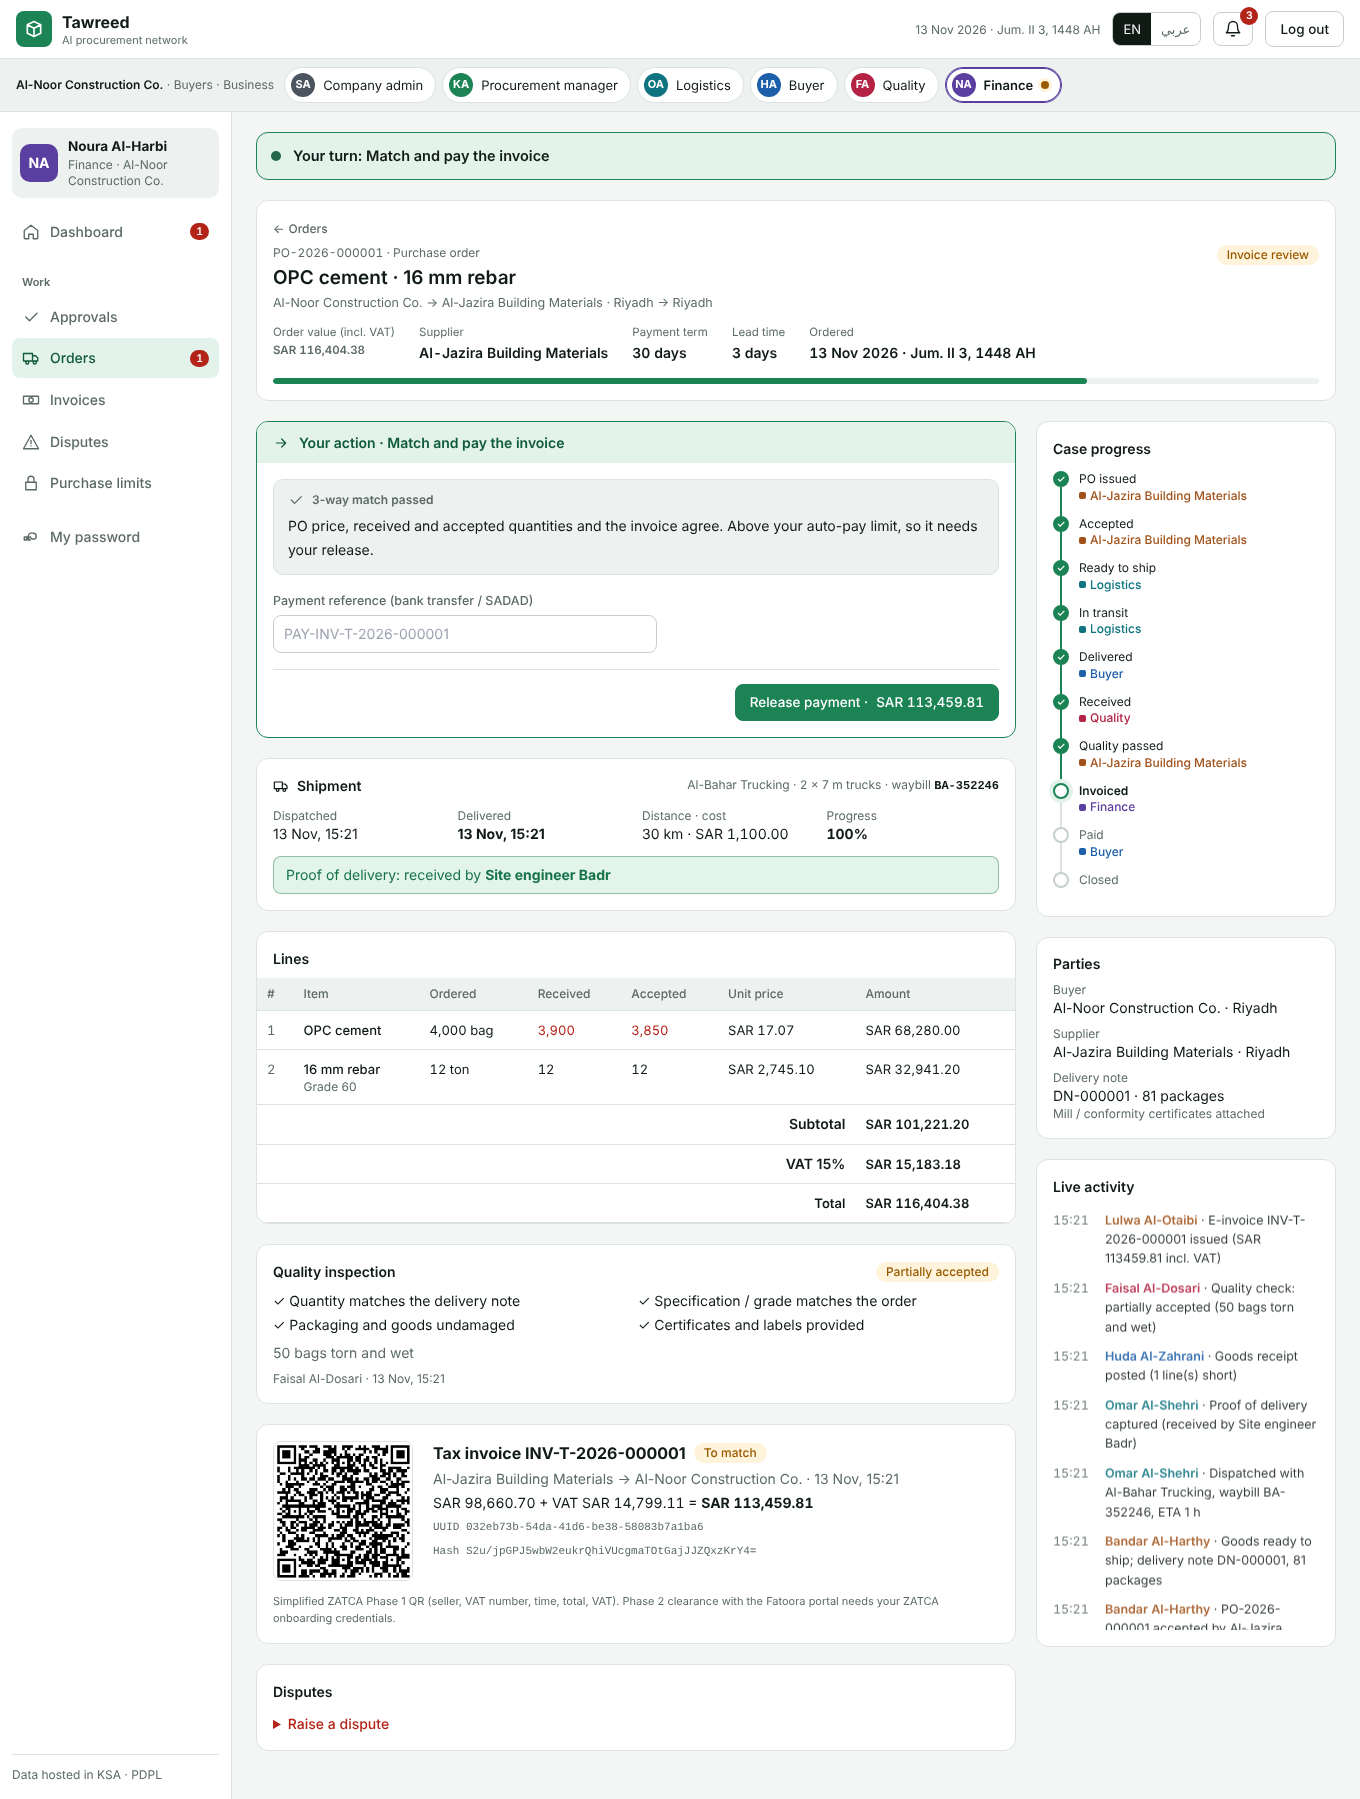 Tawreed
AI procurement network
13 Nov 2026 · Jum. II 3, 1448 AH
EN
عربي
3
Log out
Al-Noor Construction Co. · Buyers · Business
SA Company admin
KA Procurement manager
OA Logistics
HA Buyer
FA Quality
NA Finance
NA
Noura Al-Harbi
Finance · Al-Noor
Construction Co.
Dashboard 1
Work
Approvals
Orders 1
Invoices
Disputes
Purchase limits
My password
Data hosted in KSA · PDPL
Your turn: Match and pay the invoice
← Orders
PO-2026-000001 · Purchase order
Invoice review
OPC cement · 16 mm rebar
Al-Noor Construction Co. → Al-Jazira Building Materials · Riyadh → Riyadh
Order value (incl. VAT) Supplier Payment term Lead time Ordered
SAR 116,404.38 Al-Jazira Building Materials 30 days 3 days 13 Nov 2026 · Jum. II 3, 1448 AH
→ Your action · Match and pay the invoice
✓ 3-way match passed
PO price, received and accepted quantities and the invoice agree. Above your auto-pay limit, so it needs
your release.
Payment reference (bank transfer / SADAD)
PAY-INV-T-2026-000001
Release payment · SAR 113,459.81
Shipment
Al-Bahar Trucking · 2 × 7 m trucks · waybill BA-352246
Dispatched Delivered Distance · cost Progress
13 Nov, 15:21 13 Nov, 15:21 30 km · SAR 1,100.00 100%
Proof of delivery: received by Site engineer Badr
Lines
# Item Ordered Received Accepted Unit price Amount
1 OPC cement 4,000 bag 3,900 3,850 SAR 17.07 SAR 68,280.00
2 16 mm rebar 12 ton 12 12 SAR 2,745.10 SAR 32,941.20
Grade 60
Subtotal SAR 101,221.20
VAT 15% SAR 15,183.18
Total SAR 116,404.38
Quality inspection
Partially accepted
✓ Quantity matches the delivery note
✓ Specification / grade matches the order
✓ Packaging and goods undamaged
✓ Certificates and labels provided
50 bags torn and wet
Faisal Al-Dosari · 13 Nov, 15:21
Tax invoice INV-T-2026-000001 To match
Al-Jazira Building Materials → Al-Noor Construction Co. · 13 Nov, 15:21
SAR 98,660.70 + VAT SAR 14,799.11 = SAR 113,459.81
UUID 032eb73b-54da-41d6-be38-58083b7a1ba6
Hash S2u/jpGPJ5wbW2eukrQhiVUcgmaTOtGajJJZQxzKrY4=
Simplified ZATCA Phase 1 QR (seller, VAT number, time, total, VAT). Phase 2 clearance with the Fatoora portal needs your ZATCA
onboarding credentials.
Disputes
Raise a dispute
Case progress
PO issued
Al-Jazira Building Materials
Accepted
Al-Jazira Building Materials
Ready to ship
Logistics
In transit
Logistics
Delivered
Buyer
Received
Quality
Quality passed
Al-Jazira Building Materials
Invoiced
Finance
Paid
Buyer
Closed
Parties
Buyer
Al-Noor Construction Co. · Riyadh
Supplier
Al-Jazira Building Materials · Riyadh
Delivery note
DN-000001 · 81 packages
Mill / conformity certificates attached
Live activity
15:21 Lulwa Al-Otaibi · E-invoice INV-T-
2026-000001 issued (SAR
113459.81 incl. VAT)
15:21 Faisal Al-Dosari · Quality check:
partially accepted (50 bags torn
and wet)
15:21 Huda Al-Zahrani · Goods receipt
posted (1 line(s) short)
15:21 Omar Al-Shehri · Proof of delivery
captured (received by Site engineer
Badr)
15:21 Omar Al-Shehri · Dispatched with
Al-Bahar Trucking, waybill BA-
352246, ETA 1 h
15:21 Bandar Al-Harthy · Goods ready to
ship; delivery note DN-000001, 81
packages
15:21 Bandar Al-Harthy · PO-2026-
000001 accepted by Al-Jazira